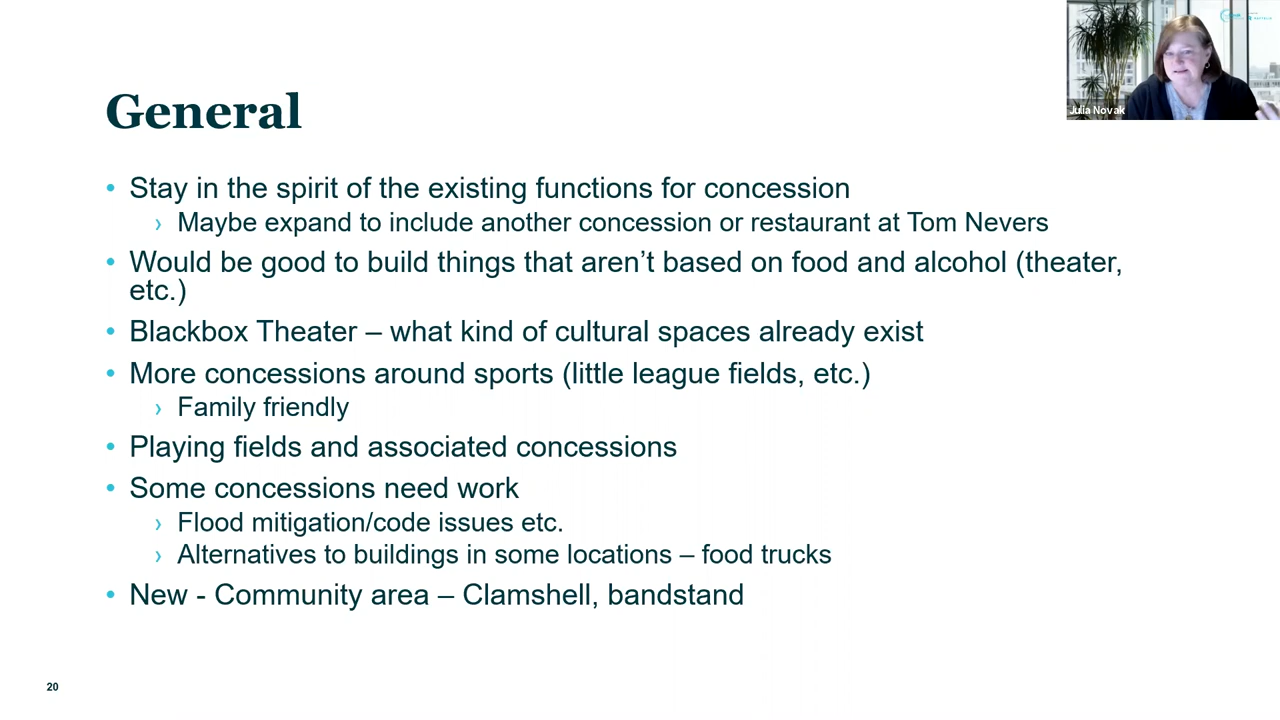 General
• Stay in the spirit of the existing functions for concession
› Maybe expand to include another concession or restaurant at Tom Nevers
• Would be good to build things that aren’t based on food and alcohol (theater,
etc.)
• Blackbox Theater – what kind of cultural spaces already exist
• More concessions around sports (little league fields, etc.)
› Family friendly
• Playing fields and associated concessions
• Some concessions need work
› Flood mitigation/code issues etc.
› Alternatives to buildings in some locations – food trucks
• New - Community area – Clamshell, bandstand
20
Julia Novak